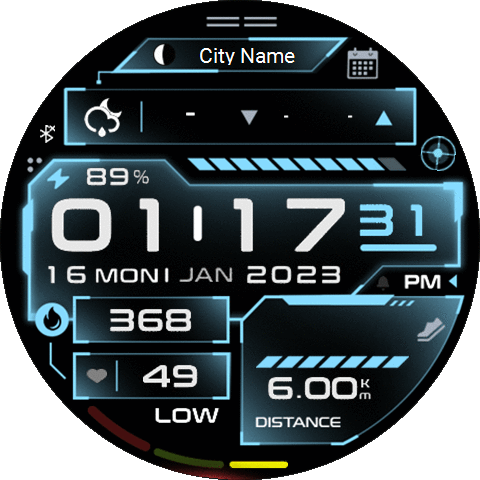 City Name
- - -
89%
01 17 31
16 MON JAN 2023
PM
368
49
LOW
6.00 Km
DISTANCE